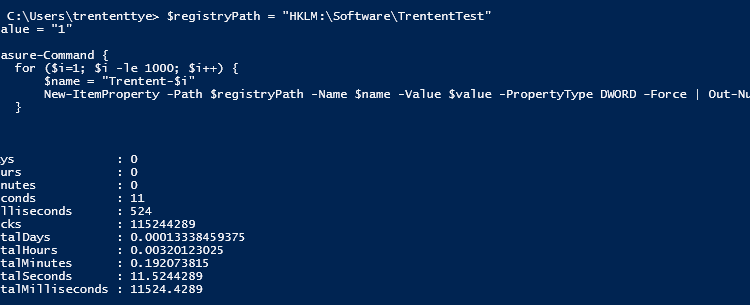 C:\Users\trententtye> $registryPath = "HKLM:\Software\TrententTest"
alue = "1"
asure-Command {
for ($i=1; $i -le 1000; $i++) {
$name = "Trentent-$i"
New-ItemProperty -Path $registryPath -Name $name -Value $value -PropertyType DWORD -Force | Out-Nu
}
ys : 0
urs : 0
nutes : 0
conds : 11
lliseconds : 524
cks : 115244289
talDays : 0.00013338459375
talHours : 0.00320123025
talMinutes : 0.192073815
talSeconds : 11.5244289
talMilliseconds : 11524.4289